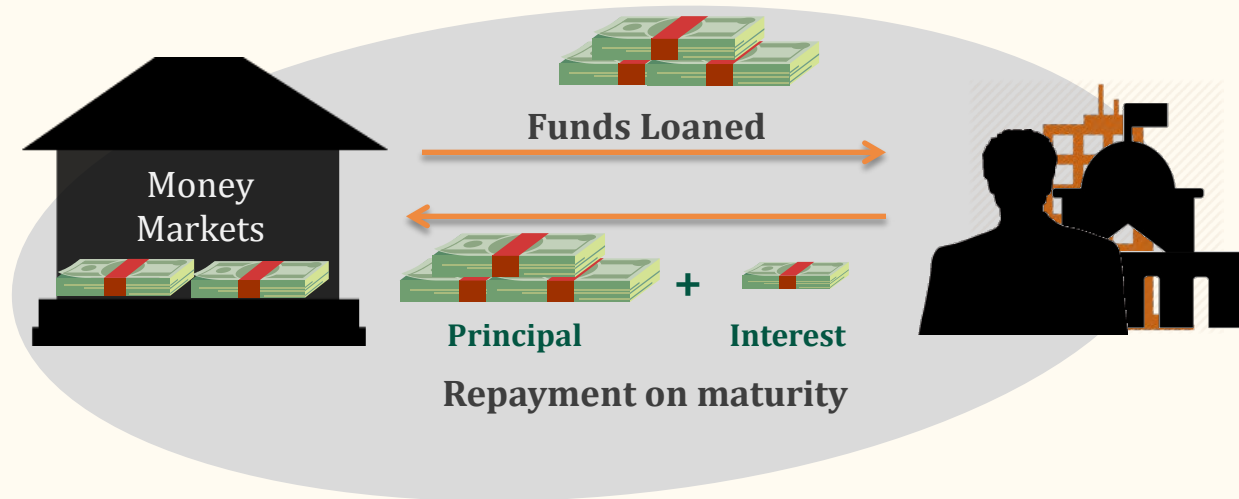 Funds Loaned
Money
Markets
+
Principal
Interest
Repayment on maturity